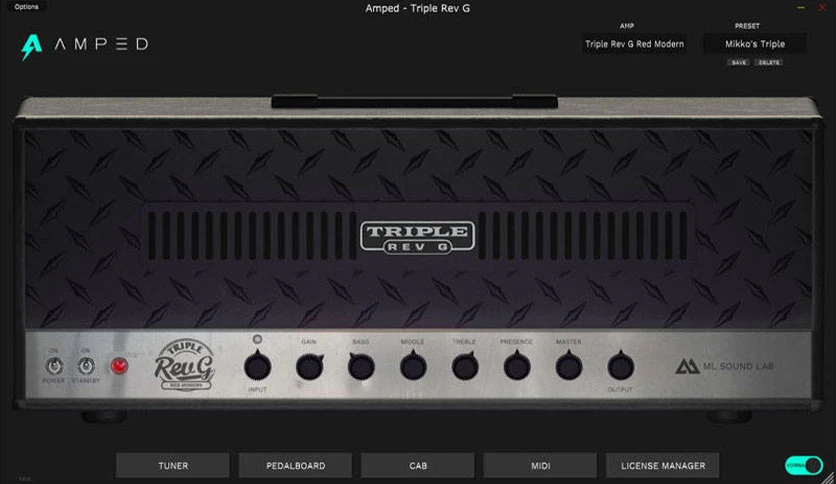 Options
Amped - Triple Rev G
AMPED
AMP
PRESET
Triple Rev G Red Modern
Mikko's Triple
SAVE
DELETE
TRIPLE
REV G
ON
ON
POWER
STANDBY
TRIPLE
Rev G
RED MODERN
INPUT
GAIN
BASS
MIDDLE
TREBLE
PRESENCE
MASTER
OUTPUT
ML SOUND LAB
TUNER
PEDALBOARD
CAB
MIDI
LICENSE MANAGER